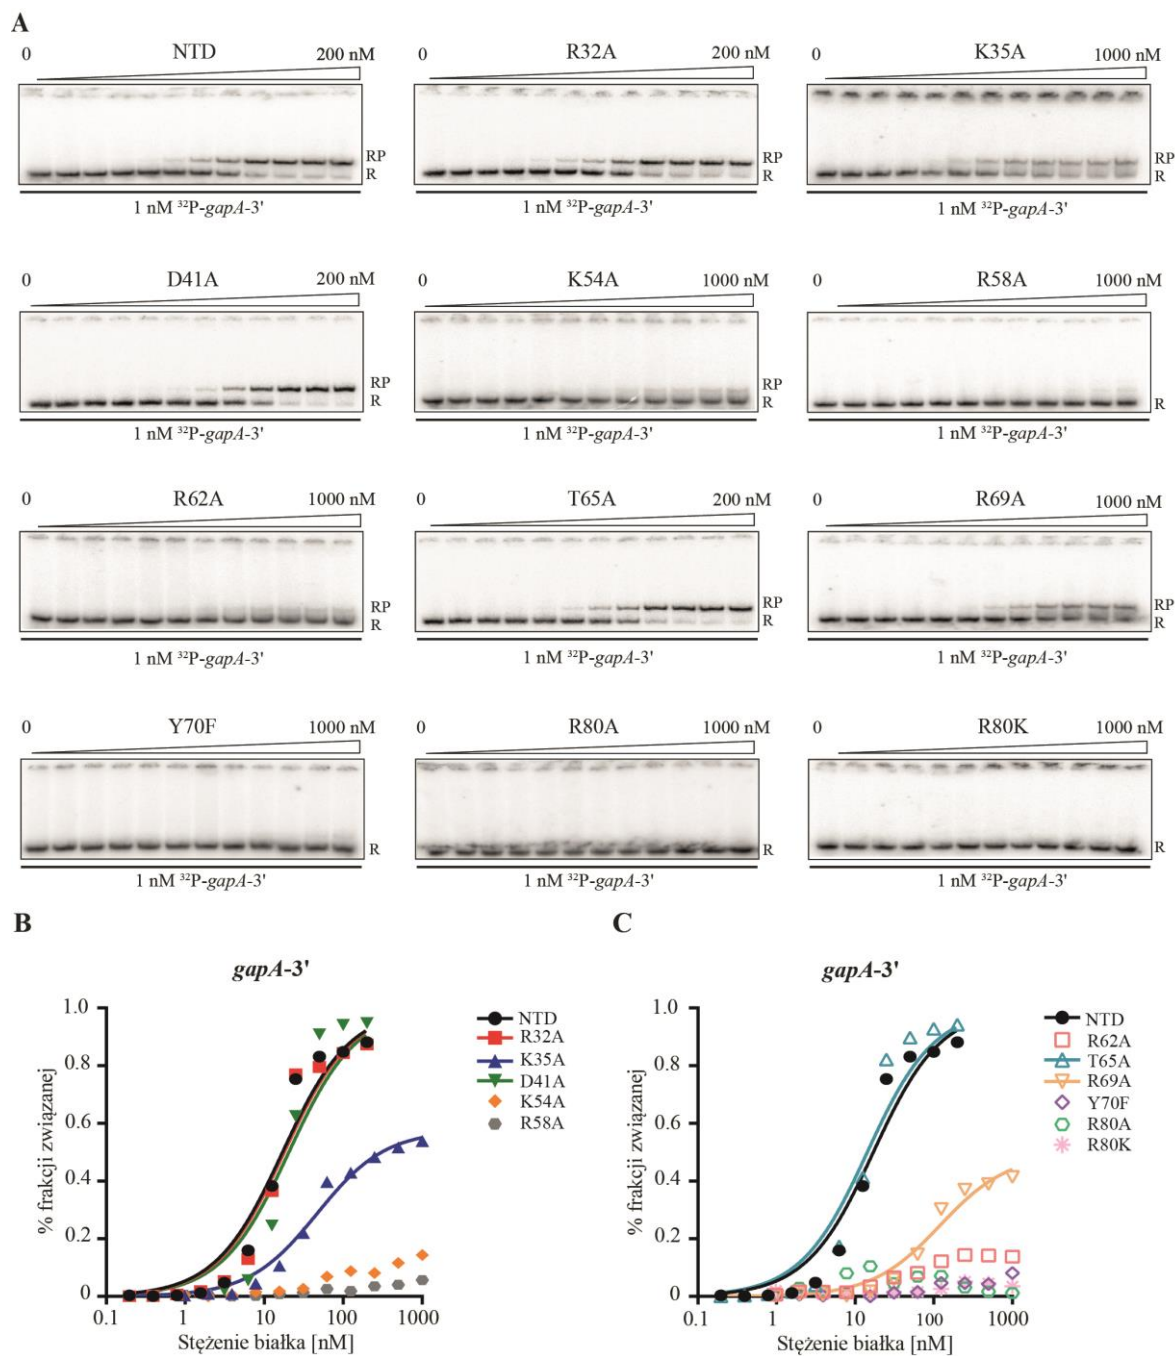 A
0 NTD 200 nM
RP
R
1 nM ³²P-gapA-3'
0 R32A 200 nM
RP
R
1 nM ³²P-gapA-3'
0 K35A 1000 nM
RP
R
1 nM ³²P-gapA-3'
0 D41A 200 nM
RP
R
1 nM ³²P-gapA-3'
0 K54A 1000 nM
RP
R
1 nM ³²P-gapA-3'
0 R58A 1000 nM
R
1 nM ³²P-gapA-3'
0 R62A 1000 nM
RP
R
1 nM ³²P-gapA-3'
0 T65A 200 nM
RP
R
1 nM ³²P-gapA-3'
0 R69A 1000 nM
RP
R
1 nM ³²P-gapA-3'
0 Y70F 1000 nM
R
1 nM ³²P-gapA-3'
0 R80A 1000 nM
R
1 nM ³²P-gapA-3'
0 R80K 1000 nM
R
1 nM ³²P-gapA-3'
B
gapA-3'
% frakcji związanej
1.0
0.8
0.6
0.4
0.2
0
0.1 1 10 100 1000
Stężenie białka [nM]
NTD
R32A
K35A
D41A
K54A
R58A
C
gapA-3'
% frakcji związanej
1.0
0.8
0.6
0.4
0.2
0
0.1 1 10 100 1000
Stężenie białka [nM]
NTD
R62A
T65A
R69A
Y70F
R80A
R80K